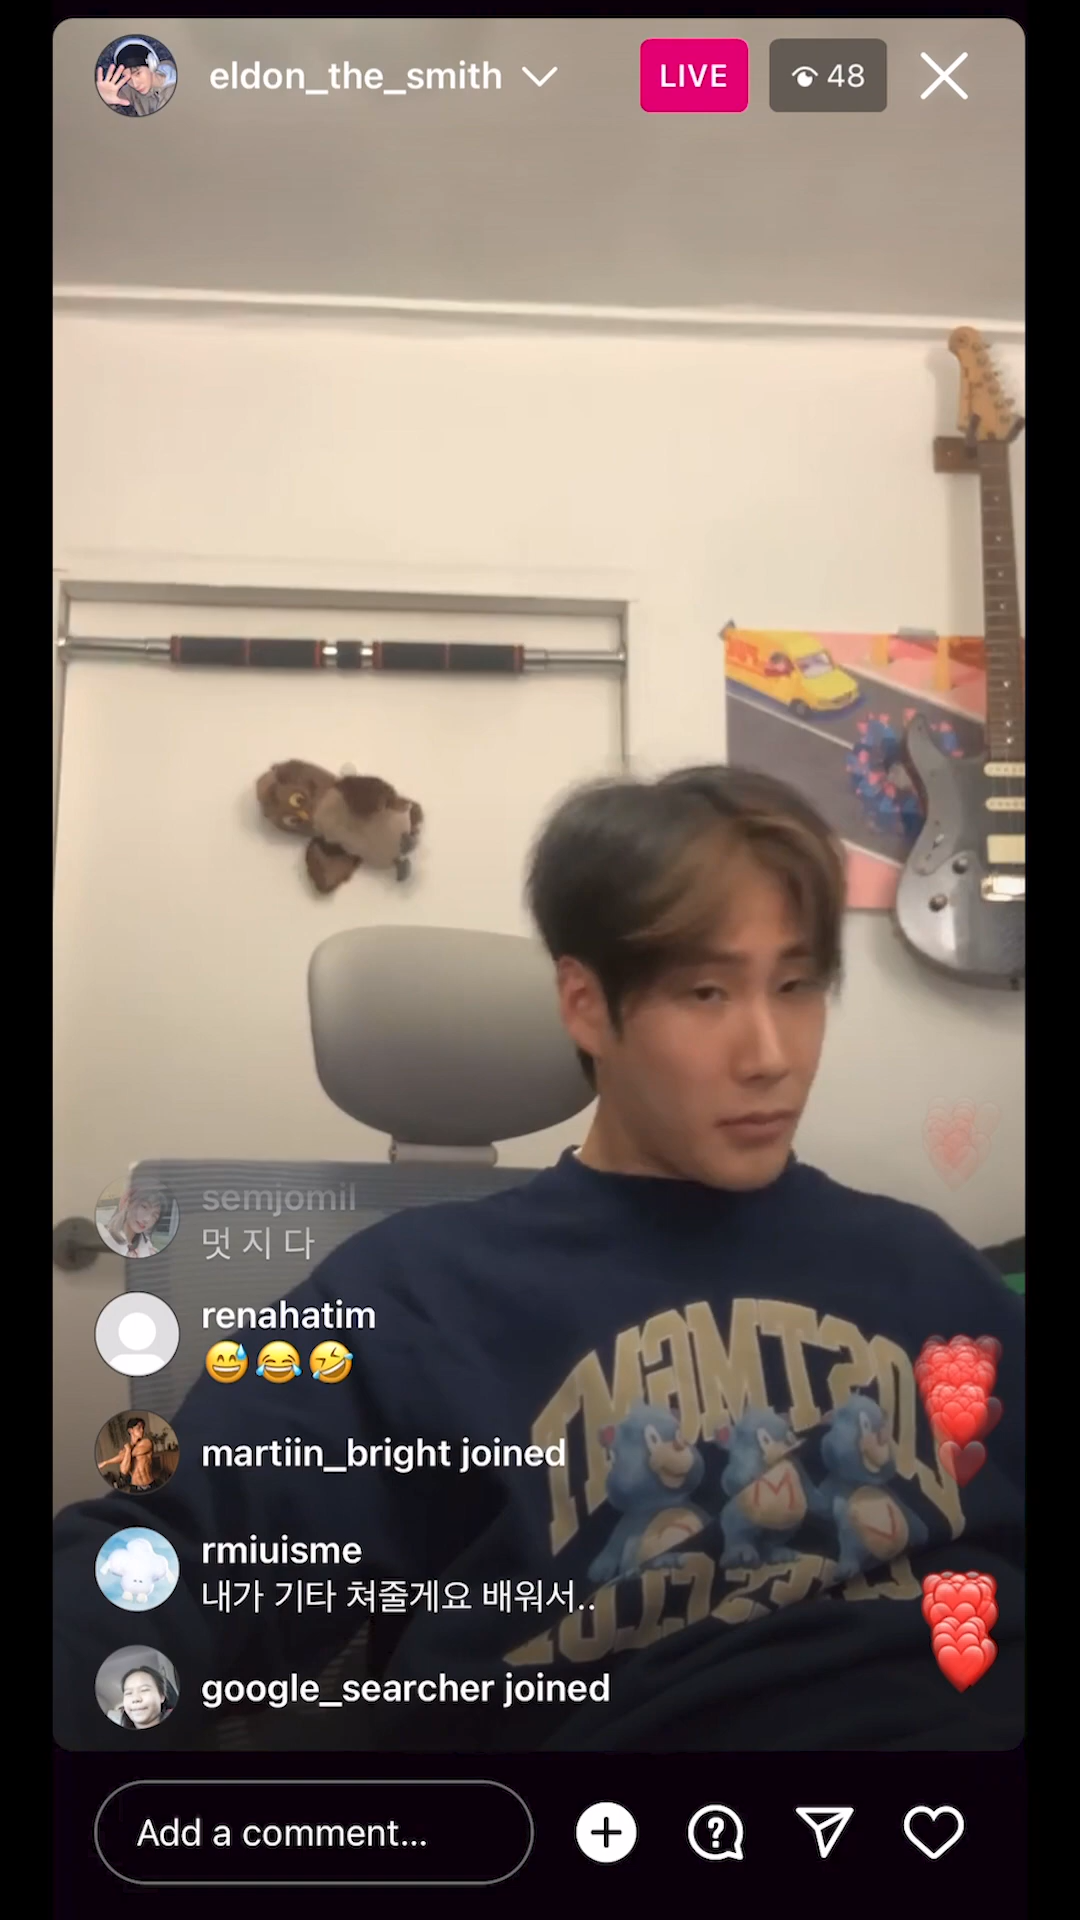 eldon_the_smith
LIVE
48
semjomil
멋 지 다
renahatim
😅😂🤣
martiin_bright joined
rmiuisme
내가 기타 쳐줄게요 배워서..
google_searcher joined
Add a comment...